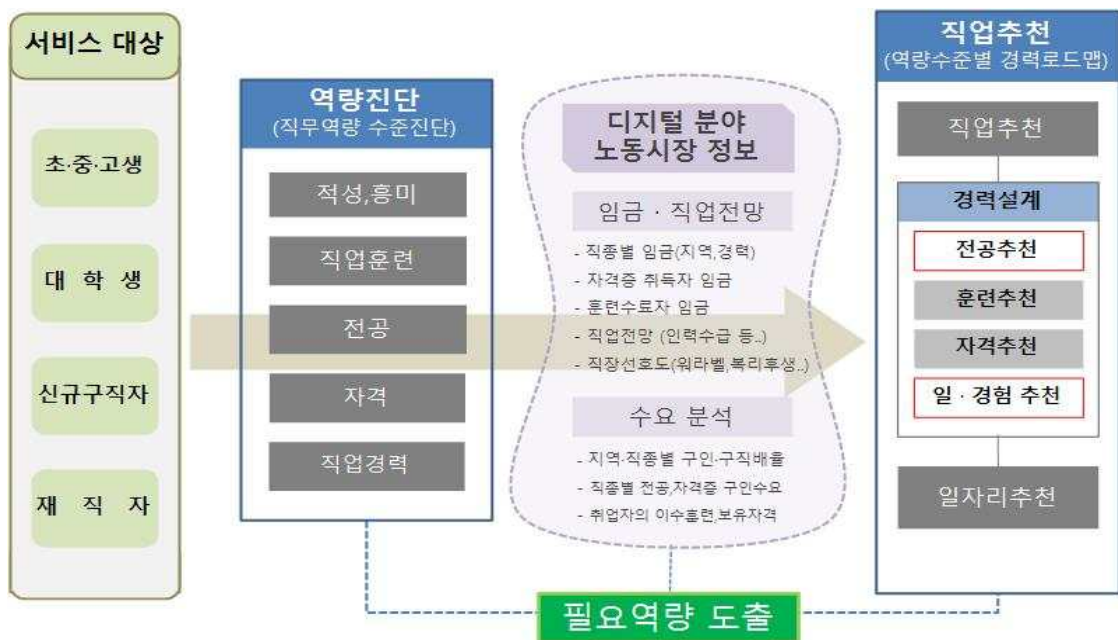 서비스 대상
초·중·고생
대 학 생
신규구직자
재 직 자
역량진단
(직무역량 수준진단)
적성,흥미
직업훈련
전공
자격
직업경력
디지털 분야
노동시장 정보
임금 · 직업전망
- 직종별 임금(지역,경력)
- 자격증 취득자 임금
- 훈련수료자 임금
- 직업전망 (인력수급 등..)
- 직장선호도(워라벨,복리후생..)
수요 분석
- 지역·직종별 구인·구직배율
- 직종별 전공,자격증 구인수요
- 취업자의 이수훈련,보유자격
직업추천
(역량수준별 경력로드맵)
직업추천
경력설계
전공추천
훈련추천
자격추천
일 · 경험 추천
일자리추천
필요역량 도출